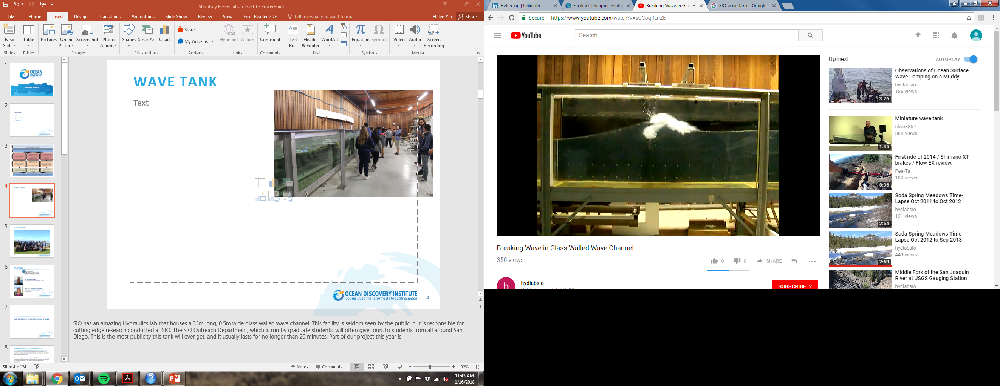 SES Story Presentation 1-5-18 - PowerPoint
File Home Insert Design Transitions Animations Slide Show Review View Foxit Reader PDF Tell me what you want to do... Helen Yip Share
New Slide
Table
Pictures
Online Pictures
Screenshot
Photo Album
Shapes
SmartArt
Chart
Store
My Add-ins
Hyperlink
Action
Comment
Text Box
Header & Footer
WordArt
Equation
Symbol
Video
Audio
Screen Recording
Slides Tables Images Illustrations Add-ins Links Comments Text Symbols Media
1
OCEAN
DISCOVERY
INSTITUTE
MAKING WAVES:
2
OUTLINE
3
4
WAVE TANK
5
CO-AUTHORS
6
PARTNERS
SCRIPPS
OCEANOGRAPHY
7
WE'RE GOING TO BE STUDYING WAVES
8
HOW CAN YOU STUDY WAVES?
WAVE TANK
Text
OCEAN DISCOVERY INSTITUTE
young lives transformed through science
4
SIO has an amazing Hydraulics lab that houses a 33m long, 0.5m wide glass walled wave channel. This facility is seldom seen by the public, but is responsible for
cutting edge research conducted at SIO. The SIO Outreach Department, which is run by graduate students, will often give tours to students from all around San
Diego. This is the most publicity this tank will ever get, and it usually lasts for no longer than 20 minutes. Part of our project this year is
Slide 4 of 24 Notes Comments 92%
11:43 AM
1/16/2018
Helen Yip | LinkedIn
Facilities | Scripps Institut
Breaking Wave in Glas
SIO wave tank - Google S
Secure https://www.youtube.com/watch?v=sGCoqRLrIZE
YouTube
Search
Breaking Wave in Glass Walled Wave Channel
350 views
0 0 SHARE
h
hydlabsio
Published on Jul 9, 2013
SUBSCRIBE 2
Up next AUTOPLAY
Observations of Ocean Surface
Wave Damping on a Muddy
hydlabsio
186 views
3:26
Miniature wave tank
clive3854
38K views
1:45
First ride of 2014 / Shimano XT
brakes / Flow EX review.
Pea-Ta
18K views
8:36
Soda Spring Meadows Time-
Lapse Oct 2011 to Oct 2012
hydlabsio
131 views
2:54
Soda Spring Meadows Time-
Lapse Oct 2012 to Sep 2013
hydlabsio
449 views
2:59
Middle Fork of the San Joaquin
River at USGS Gauging Station
hydlabsio